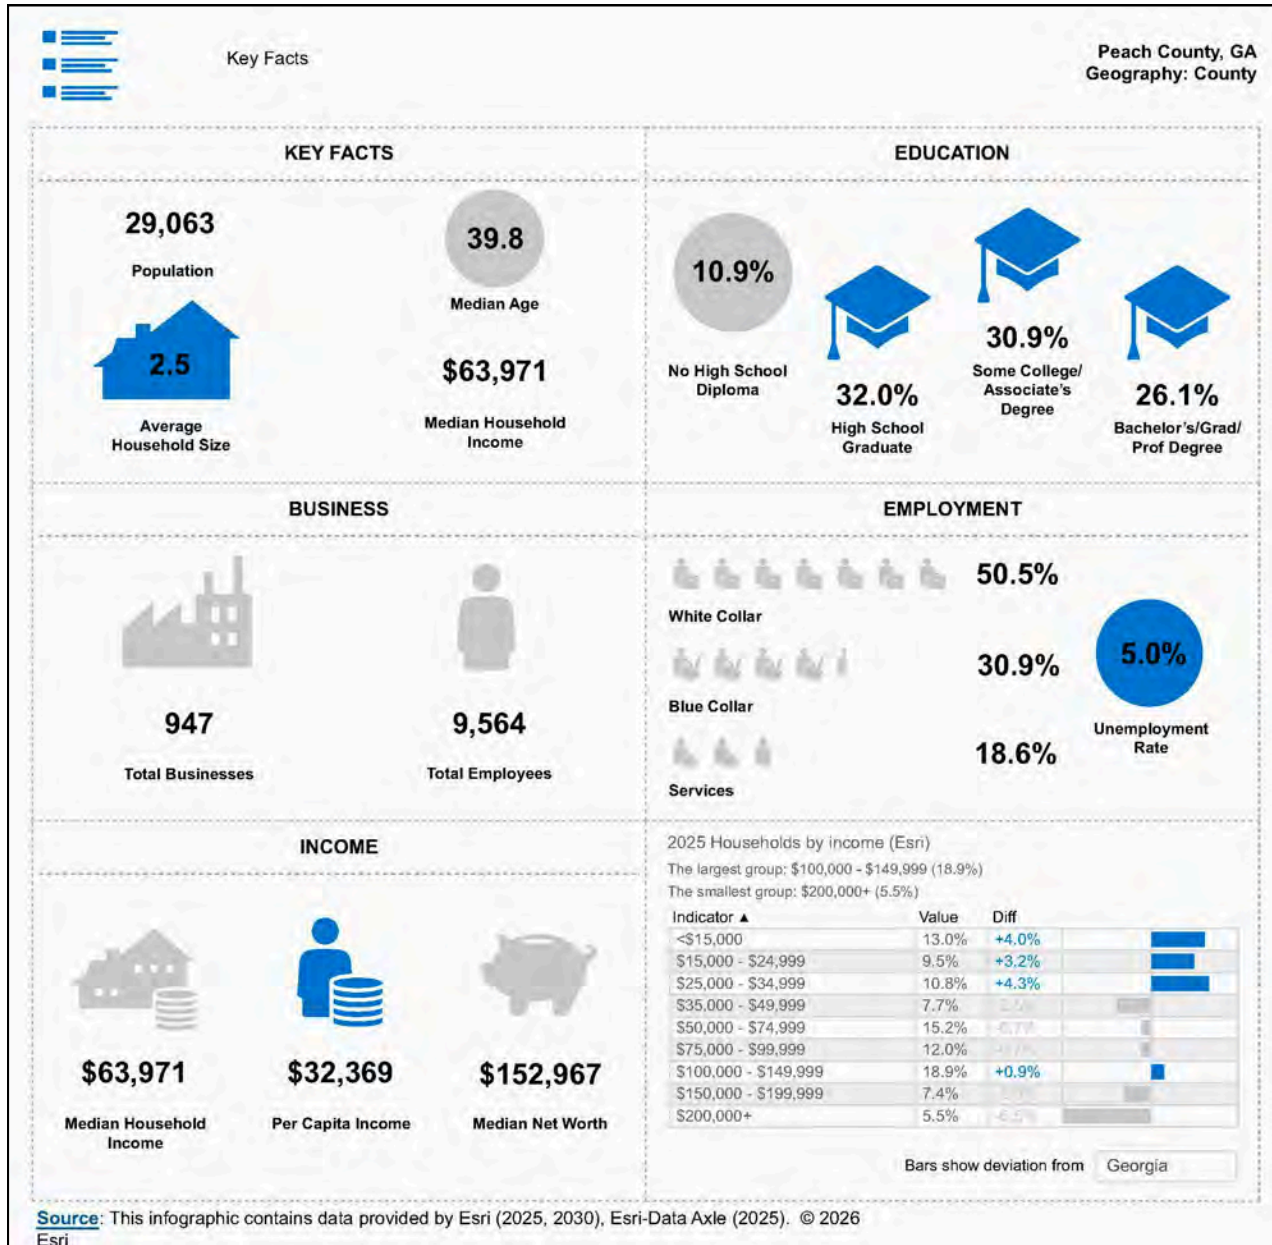 Key Facts
Peach County, GA
Geography: County
KEY FACTS
29,063
Population
39.8
Median Age
2.5
Average
Household Size
$63,971
Median Household
Income
EDUCATION
10.9%
No High School
Diploma
32.0%
High School
Graduate
30.9%
Some College/
Associate's
Degree
26.1%
Bachelor's/Grad/
Prof Degree
BUSINESS
947
Total Businesses
9,564
Total Employees
EMPLOYMENT
50.5%
White Collar
30.9%
Blue Collar
18.6%
Services
5.0%
Unemployment
Rate
INCOME
$63,971
Median Household
Income
$32,369
Per Capita Income
$152,967
Median Net Worth
2025 Households by income (Esri)
The largest group: $100,000 - $149,999 (18.9%)
The smallest group: $200,000+ (5.5%)
Indicator ▲ Value Diff
<$15,000 13.0% +4.0%
$15,000 - $24,999 9.5% +3.2%
$25,000 - $34,999 10.8% +4.3%
$35,000 - $49,999 7.7%
$50,000 - $74,999 15.2%
$75,000 - $99,999 12.0%
$100,000 - $149,999 18.9% +0.9%
$150,000 - $199,999 7.4%
$200,000+ 5.5% -6.5%
Bars show deviation from Georgia
Source: This infographic contains data provided by Esri (2025, 2030), Esri-Data Axle (2025). © 2026
Esri